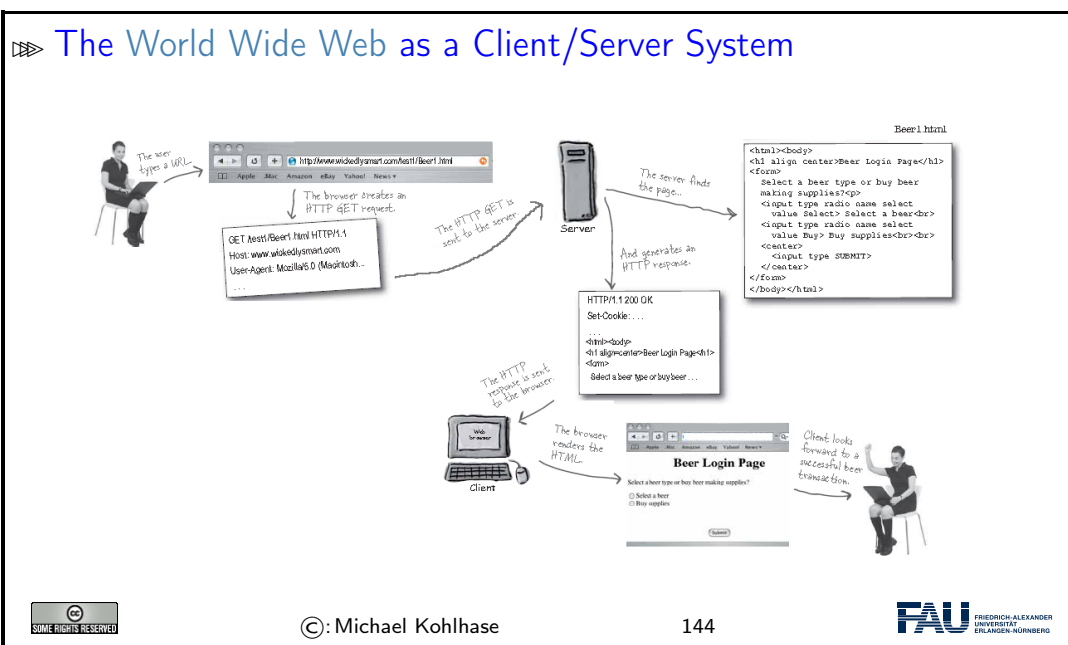 The World Wide Web as a Client/Server System
The user
types a URL.
http://www.wickedlysmart.com/test1/Beer1.html
Apple .Mac Amazon eBay Yahoo! News ▾
The browser creates an
HTTP GET request.
GET /test1/Beer1.html HTTP/1.1
Host: www.wickedlysmart.com
User-Agent: Mozilla/5.0 (Macintosh...
. . .
The HTTP GET is
sent to the server.
Server
The server finds
the page...
Beer1.html
<html><body>
<h1 align center>Beer Login Page</h1>
<form>
Select a beer type or buy beer
making supplies?<p>
<input type radio name select
value Select> Select a beer<br>
<input type radio name select
value Buy> Buy supplies<br><br>
<center>
<input type SUBMIT>
</center>
</form>
</body></html>
And generates an
HTTP response.
HTTP/1.1 200 OK
Set-Cookie: . . .
. . .
<html><body>
<h1 align=center>Beer Login Page</h1>
<form>
Select a beer type or buy beer . . .
The HTTP
response is sent
to the browser.
Web
browser
Client
The browser
renders the
HTML.
Apple .Mac Amazon eBay Yahoo! News ▾
Beer Login Page
Select a beer type or buy beer making supplies?
Select a beer
Buy supplies
Submit
Client looks
forward to a
successful beer
transaction.
cc
SOME RIGHTS RESERVED
©: Michael Kohlhase
144
FAU
FRIEDRICH-ALEXANDER
UNIVERSITÄT
ERLANGEN-NÜRNBERG